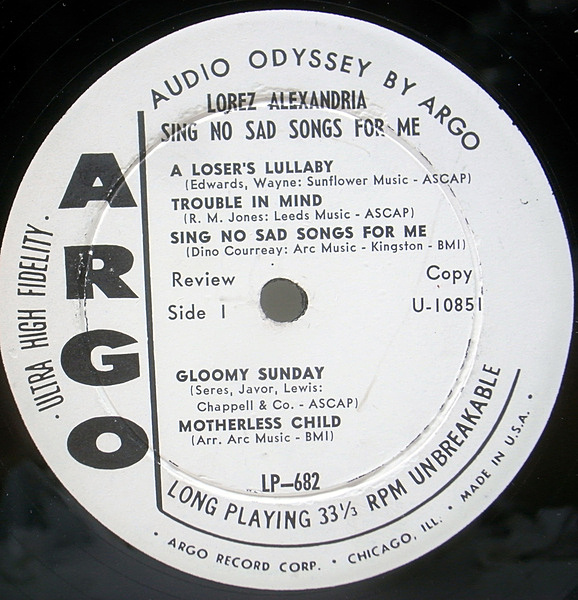 AUDIO ODYSSEY BY ARGO
LOREZ ALEXANDRIA
SING NO SAD SONGS FOR ME
A LOSER'S LULLABY
(Edwards, Wayne: Sunflower Music - ASCAP)
TROUBLE IN MIND
(R. M. Jones: Leeds Music - ASCAP)
SING NO SAD SONGS FOR ME
(Dino Courreay: Arc Music - Kingston - BMI)
Review Copy
Side 1 U-10851
GLOOMY SUNDAY
(Seres, Javor, Lewis:
Chappell & Co. - ASCAP)
MOTHERLESS CHILD
(Arr. Arc Music - BMI)
LP—682
ARGO
· ULTRA HIGH FIDELITY ·
LONG PLAYING 33⅓ RPM UNBREAKABLE
• ARGO RECORD CORP. • CHICAGO, ILL. • MADE IN U.S.A. •